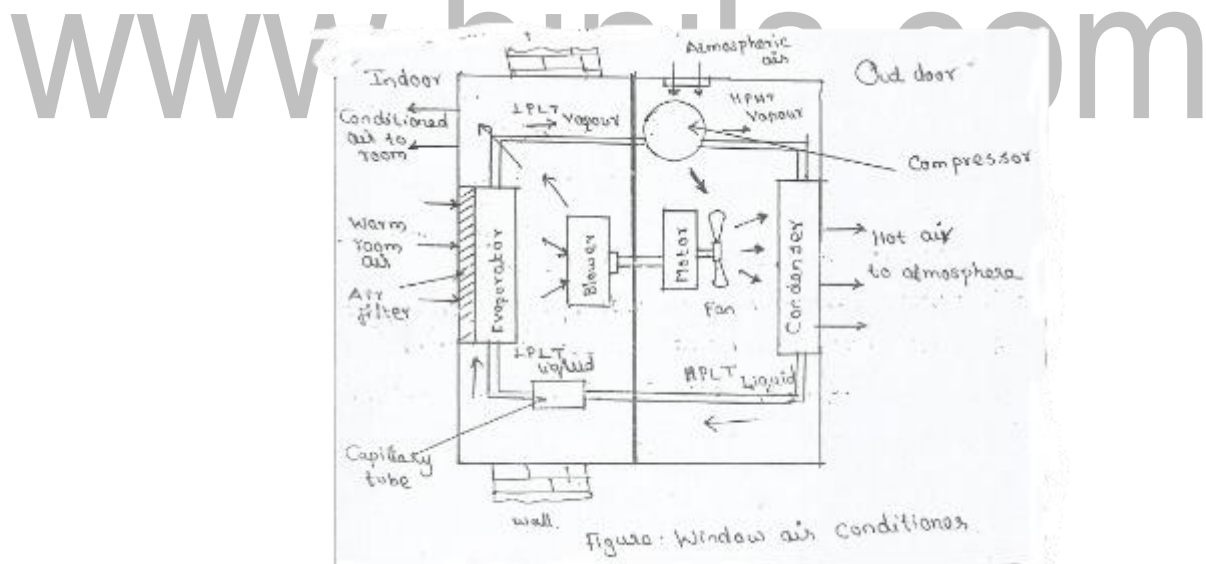 www.binils.com
Atmospheric
air
Indoor
Out door
LPLT
Vapour
HPHT
Vapour
Conditioned
air to
room
Compressor
Warm
room
air
Air
filter
Evaporator
Blower
Motor
Fan
Condenser
Hot air
to atmosphere
LPLT
liquid
HPLT
Liquid
Capillary
tube
wall.
Figure: Window air conditioner